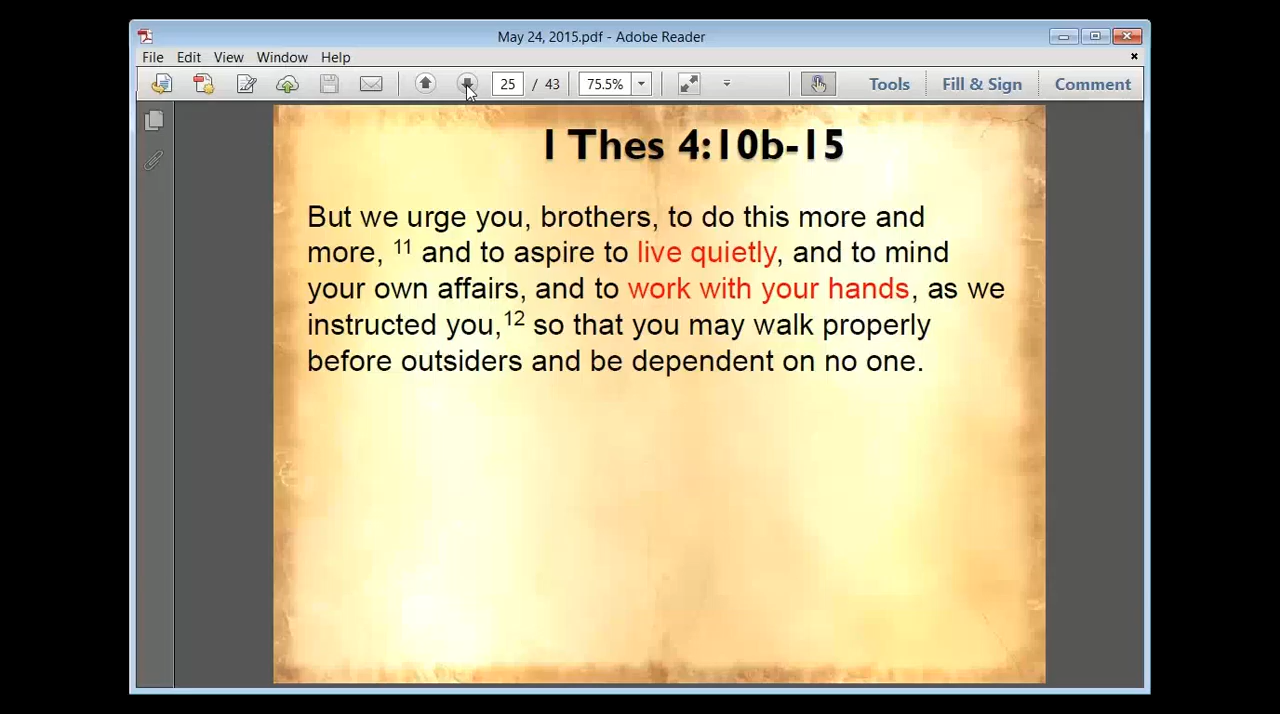 May 24, 2015.pdf - Adobe Reader
File Edit View Window Help
25 / 43 75.5% Tools Fill & Sign Comment
1 Thes 4:10b-15
But we urge you, brothers, to do this more and
more, 11 and to aspire to live quietly, and to mind
your own affairs, and to work with your hands, as we
instructed you,12 so that you may walk properly
before outsiders and be dependent on no one.